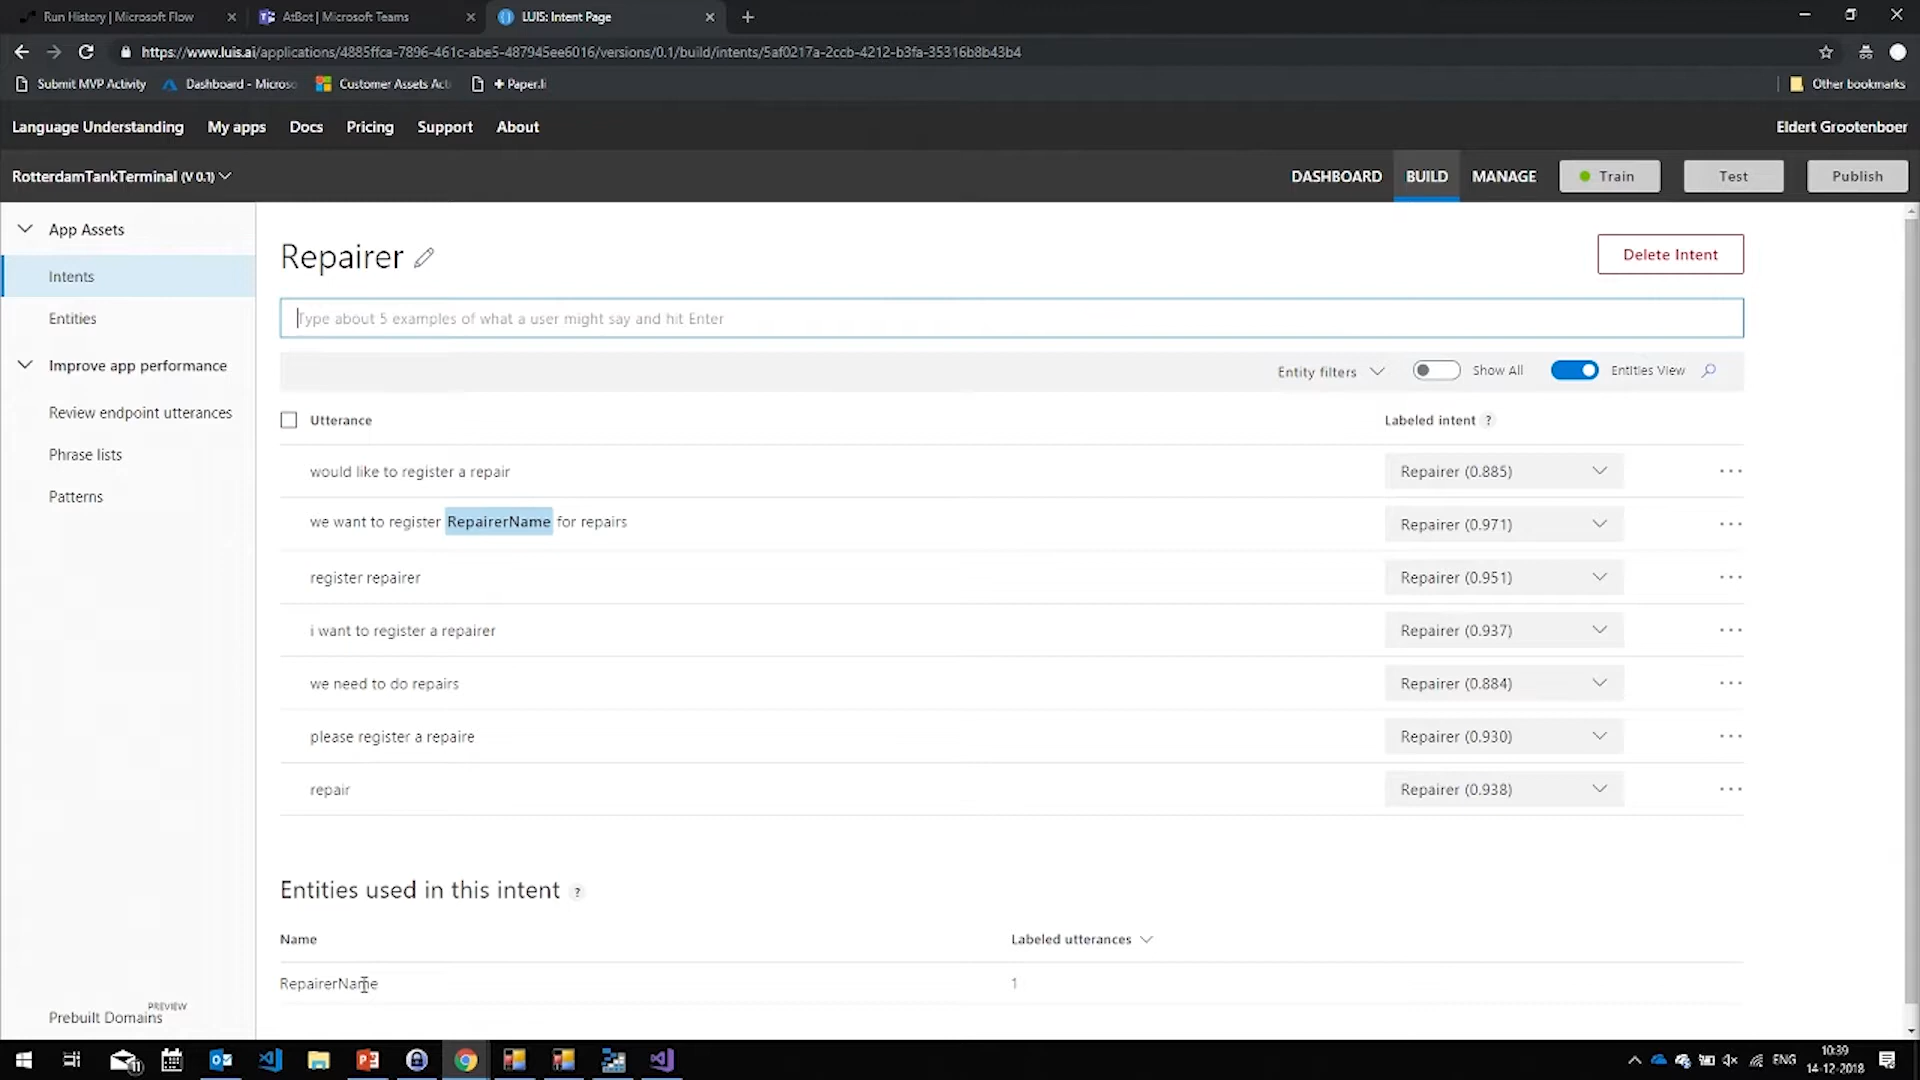 Run History | Microsoft Flow
AtBot | Microsoft Teams
LUIS: Intent Page
https://www.luis.ai/applications/4885ffca-7896-461c-abe5-487945ee6016/versions/0.1/build/intents/5af0217a-2ccb-4212-b3fa-35316b8b43b4
Submit MVP Activity
Dashboard - Microso
Customer Assets Act
+ Paper.li
Other bookmarks
Language Understanding
My apps
Docs
Pricing
Support
About
Eldert Grootenboer
RotterdamTankTerminal (V 0.1)
DASHBOARD
BUILD
MANAGE
Train
Test
Publish
App Assets
Intents
Entities
Improve app performance
Review endpoint utterances
Phrase lists
Patterns
PREVIEW
Prebuilt Domains
Repairer
Delete Intent
Type about 5 examples of what a user might say and hit Enter
Entity filters
Show All
Entities View
Utterance
Labeled intent ?
would like to register a repair
Repairer (0.885)
we want to register RepairerName for repairs
Repairer (0.971)
register repairer
Repairer (0.951)
i want to register a repairer
Repairer (0.937)
we need to do repairs
Repairer (0.884)
please register a repaire
Repairer (0.930)
repair
Repairer (0.938)
Entities used in this intent ?
Name
Labeled utterances
RepairerName
1
ENG
10:39
14-12-2018